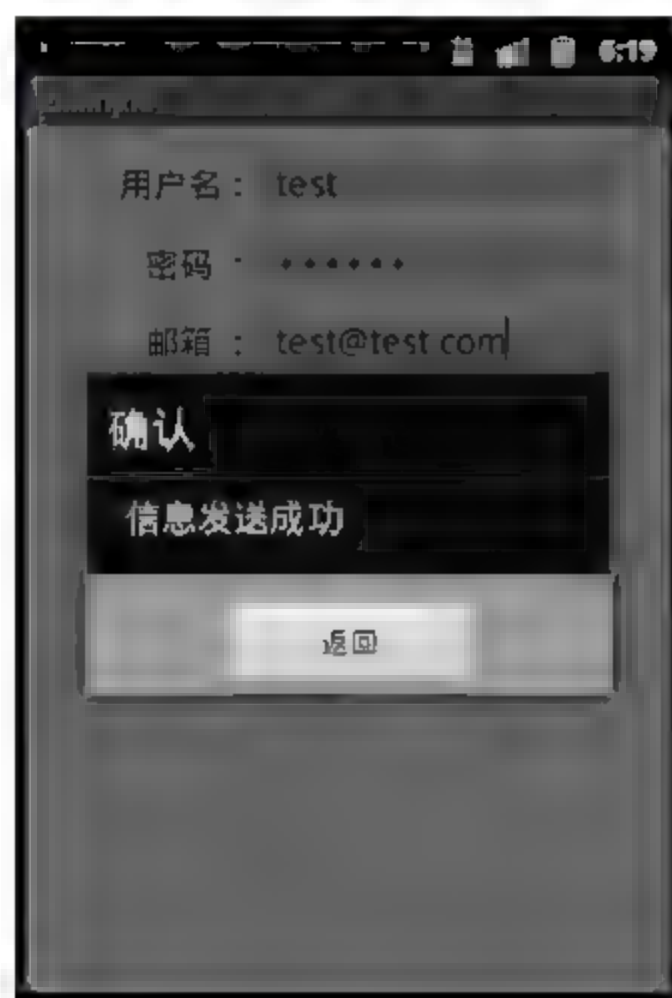 6:19
用户名： test
密码 ： ••••••
邮箱 ： test@test.com
确认
信息发送成功
返回